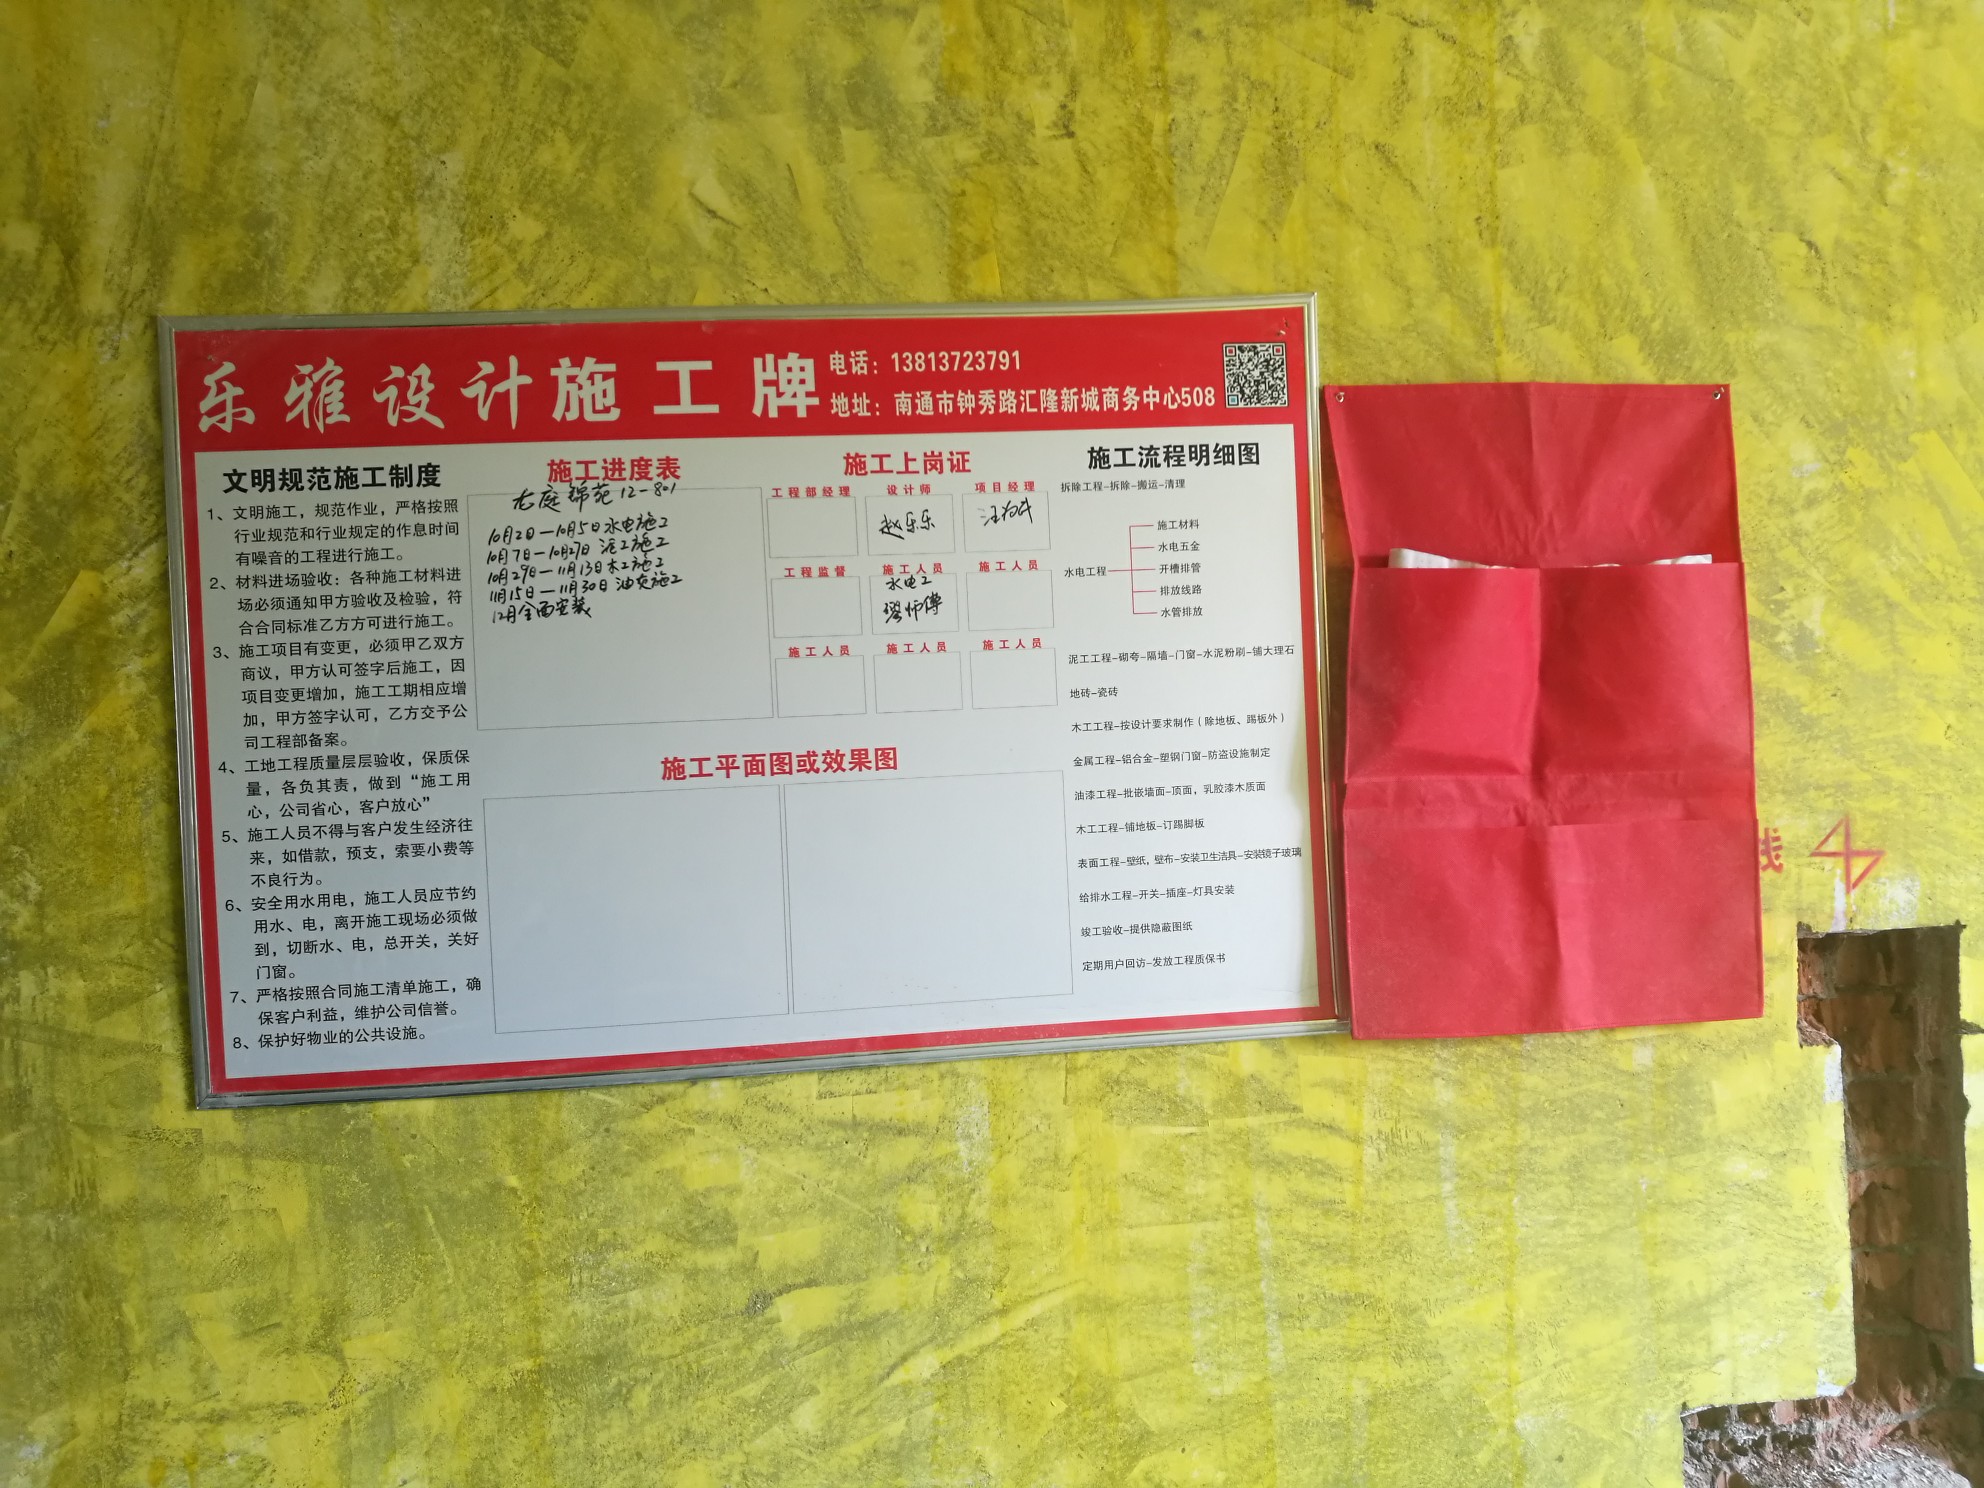 乐雅设计施工牌
电话：13813723791
地址：南通市钟秀路汇隆新城商务中心508
文明规范施工制度
1、文明施工，规范作业，严格按照
行业规范和行业规定的作息时间
有噪音的工程进行施工。
2、材料进场验收：各种施工材料进
场必须通知甲方验收及检验，符
合合同标准乙方方可进行施工。
3、施工项目有变更，必须甲乙双方
商议，甲方认可签字后施工，因
项目变更增加，施工工期相应增
加，甲方签字认可，乙方交予公
司工程部备案。
4、工地工程质量层层验收，保质保
量，各负其责，做到“施工用
心，公司省心，客户放心”
5、施工人员不得与客户发生经济往
来，如借款，预支，索要小费等
不良行为。
6、安全用水用电，施工人员应节约
用水、电，离开施工现场必须做
到，切断水、电，总开关，关好
门窗。
7、严格按照合同施工清单施工，确
保客户利益，维护公司信誉。
8、保护好物业的公共设施。
施工进度表
龙庭锦苑12-801
10月2日—10月5日水电施工
10月7日—10月27日 泥工施工
10月29日—11月13日木工施工
11月15日—11月30日 油灰施工
12月全面安装
施工上岗证
工程部经理
设计师
赵乐乐
项目经理
工程监督
施工人员
水电工
师傅
施工人员
施工人员
施工人员
施工人员
施工平面图或效果图
施工流程明细图
拆除工程-拆除-搬运-清理
水电工程
施工材料
水电五金
开槽排管
排放线路
水管排放
泥工工程-砌夸-隔墙-门窗-水泥粉刷-铺大理石
地砖-瓷砖
木工工程-按设计要求制作（除地板、踢板外）
金属工程-铝合金-塑钢门窗-防盗设施制定
油漆工程-批嵌墙面-顶面，乳胶漆木质面
木工工程-铺地板-订踢脚板
表面工程-壁纸，壁布-安装卫生洁具-安装镜子玻璃
给排水工程-开关-插座-灯具安装
竣工验收-提供隐蔽图纸
定期用户回访-发放工程质保书
线